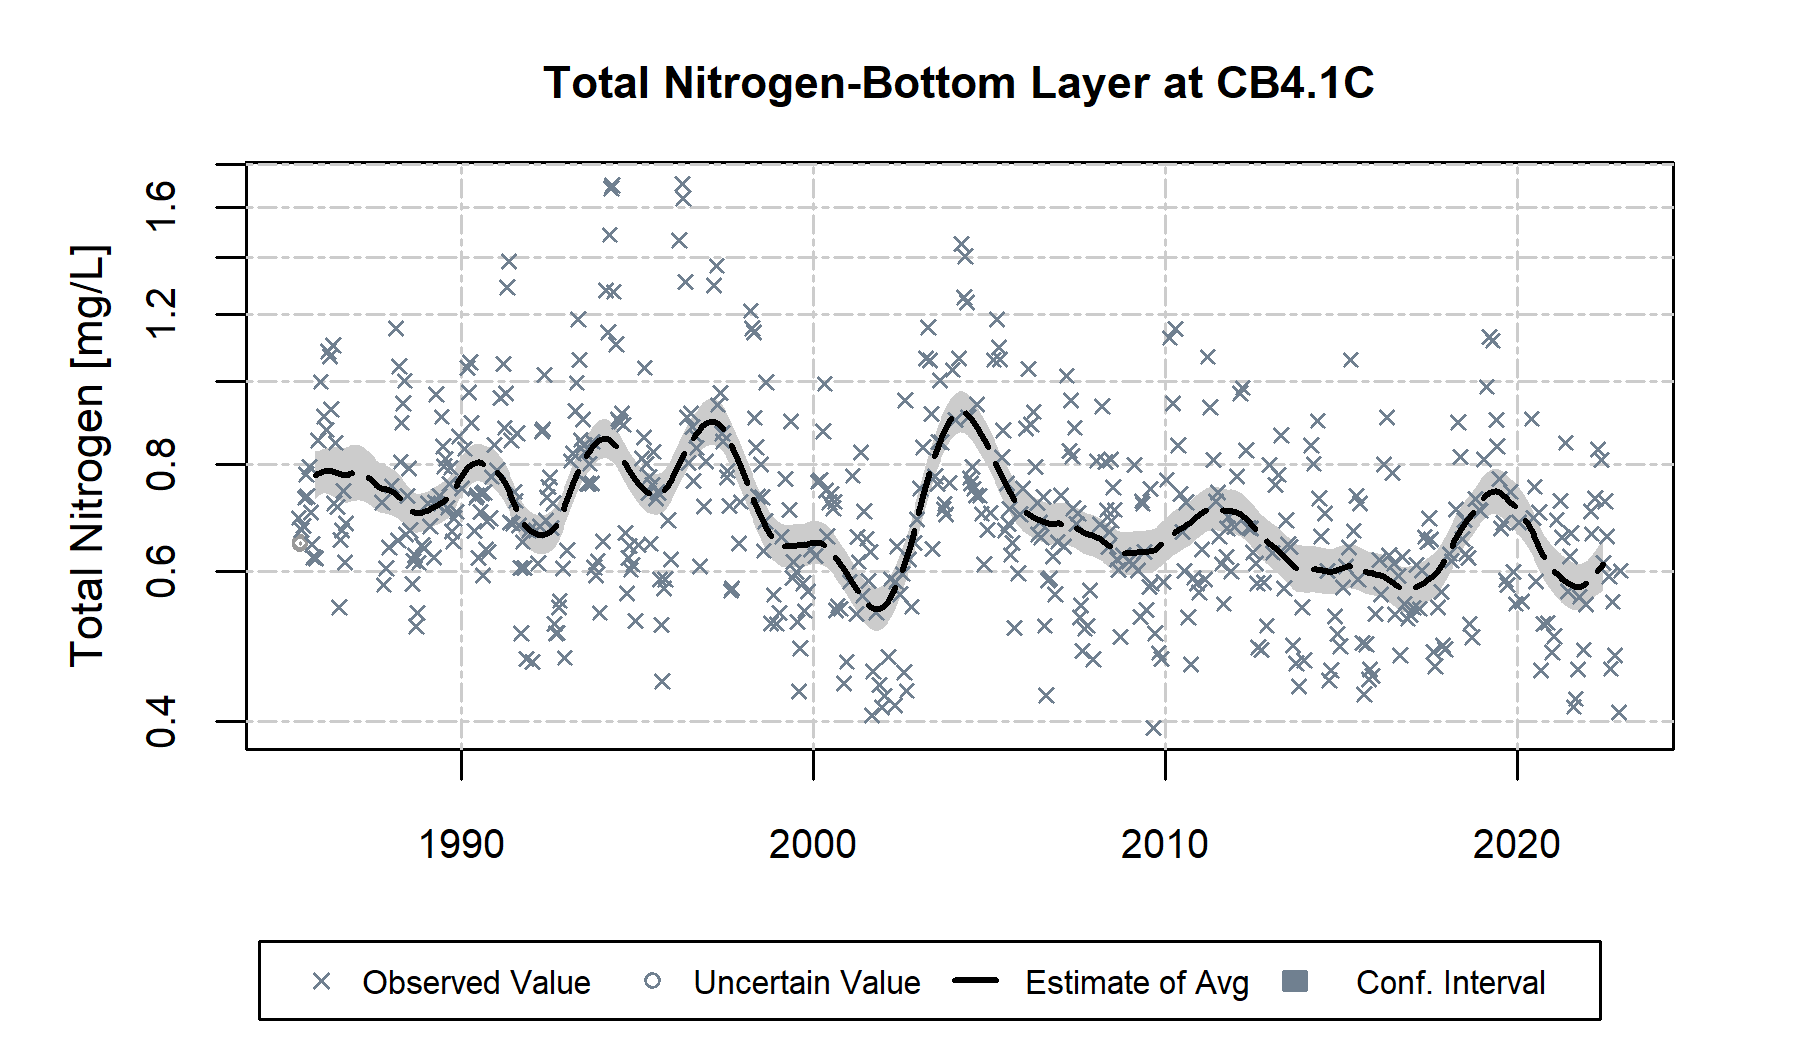 Total Nitrogen-Bottom Layer at CB4.1C
Total Nitrogen [mg/L]
1.6
1.2
0.8
0.6
0.4
1990 2000 2010 2020
Observed Value Uncertain Value Estimate of Avg Conf. Interval